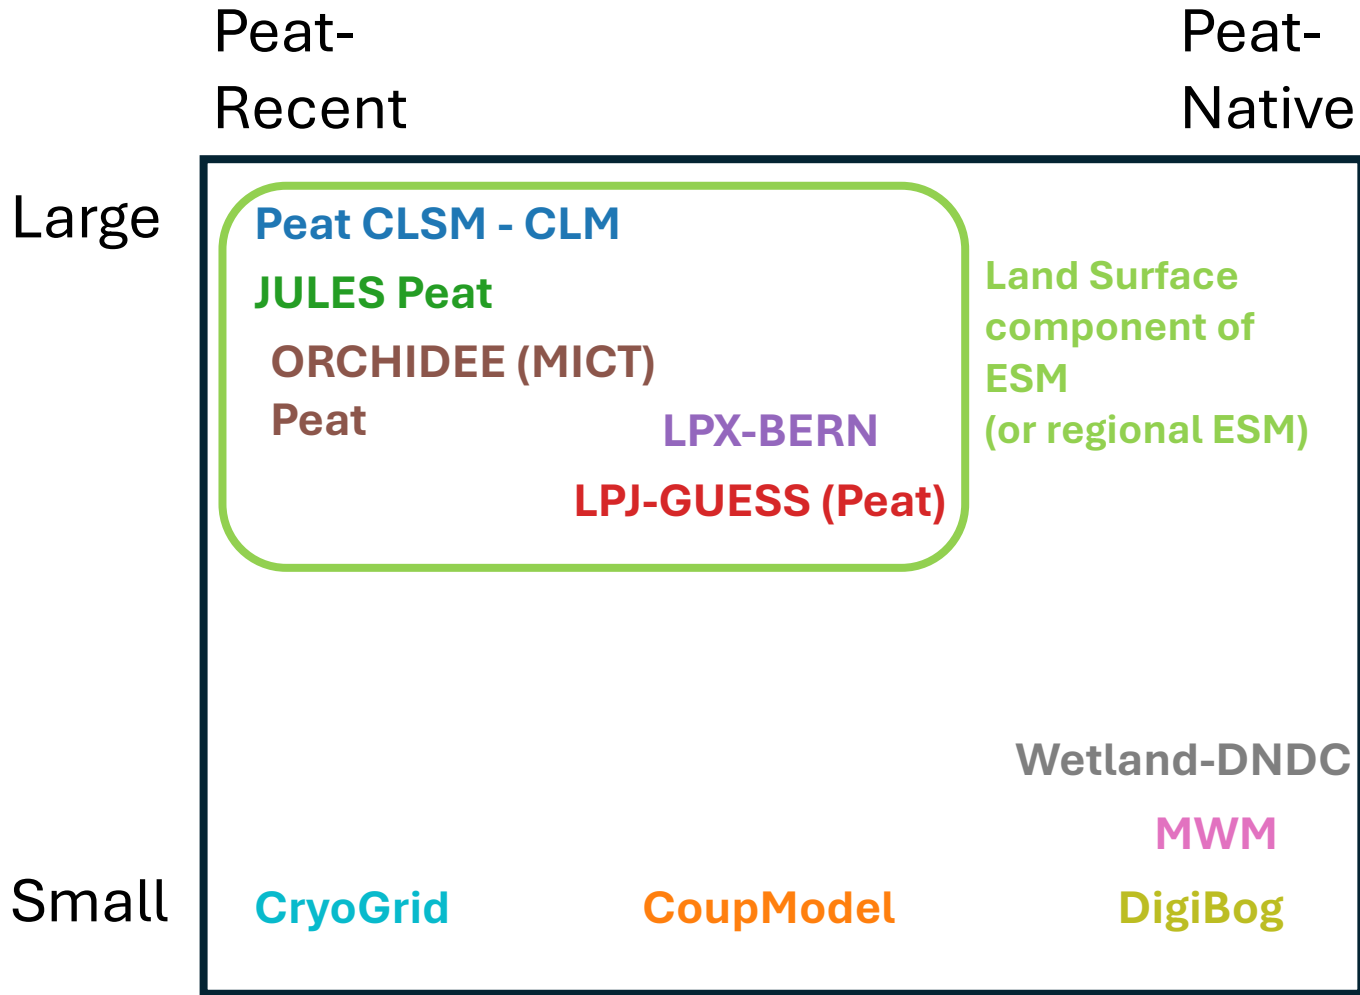 Peat-
Recent
Peat-
Native
Large
Peat CLSM - CLM
JULES Peat
ORCHIDEE (MICT)
Peat
LPX-BERN
LPJ-GUESS (Peat)
Land Surface
component of
ESM
(or regional ESM)
Wetland-DNDC
MWM
Small
CryoGrid
CoupModel
DigiBog